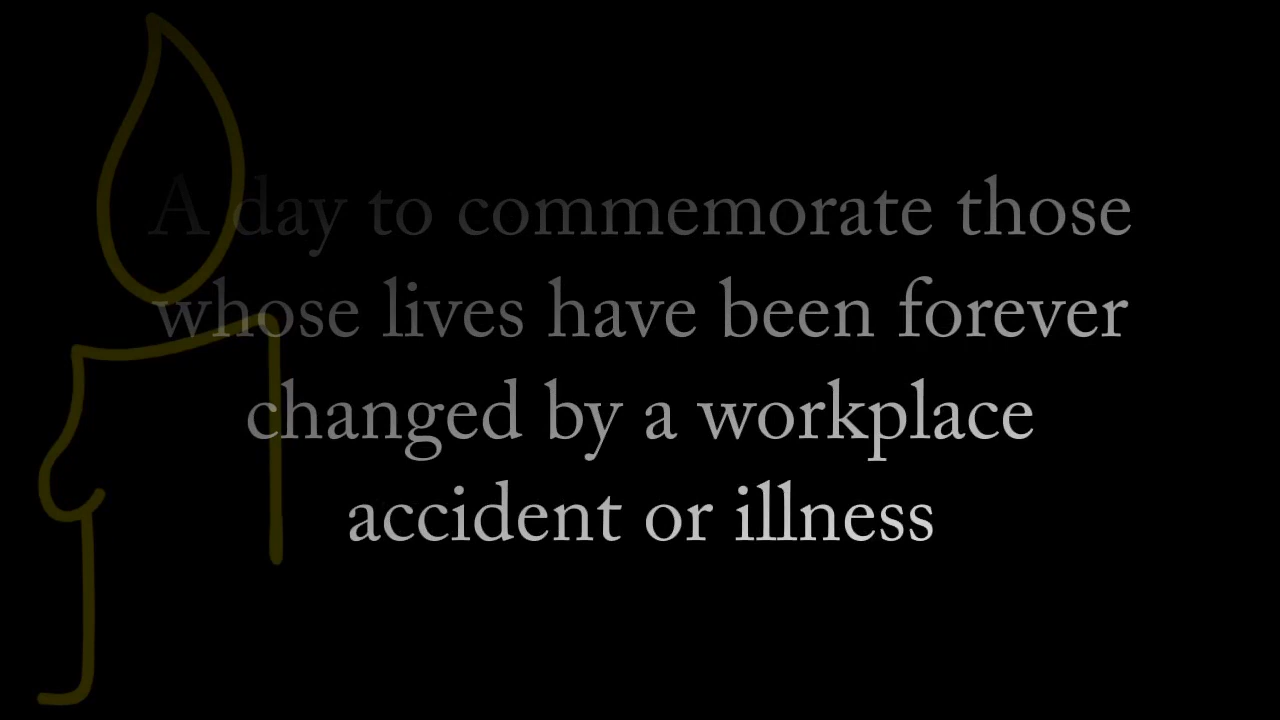 A day to commemorate those
whose lives have been forever
changed by a workplace
accident or illness